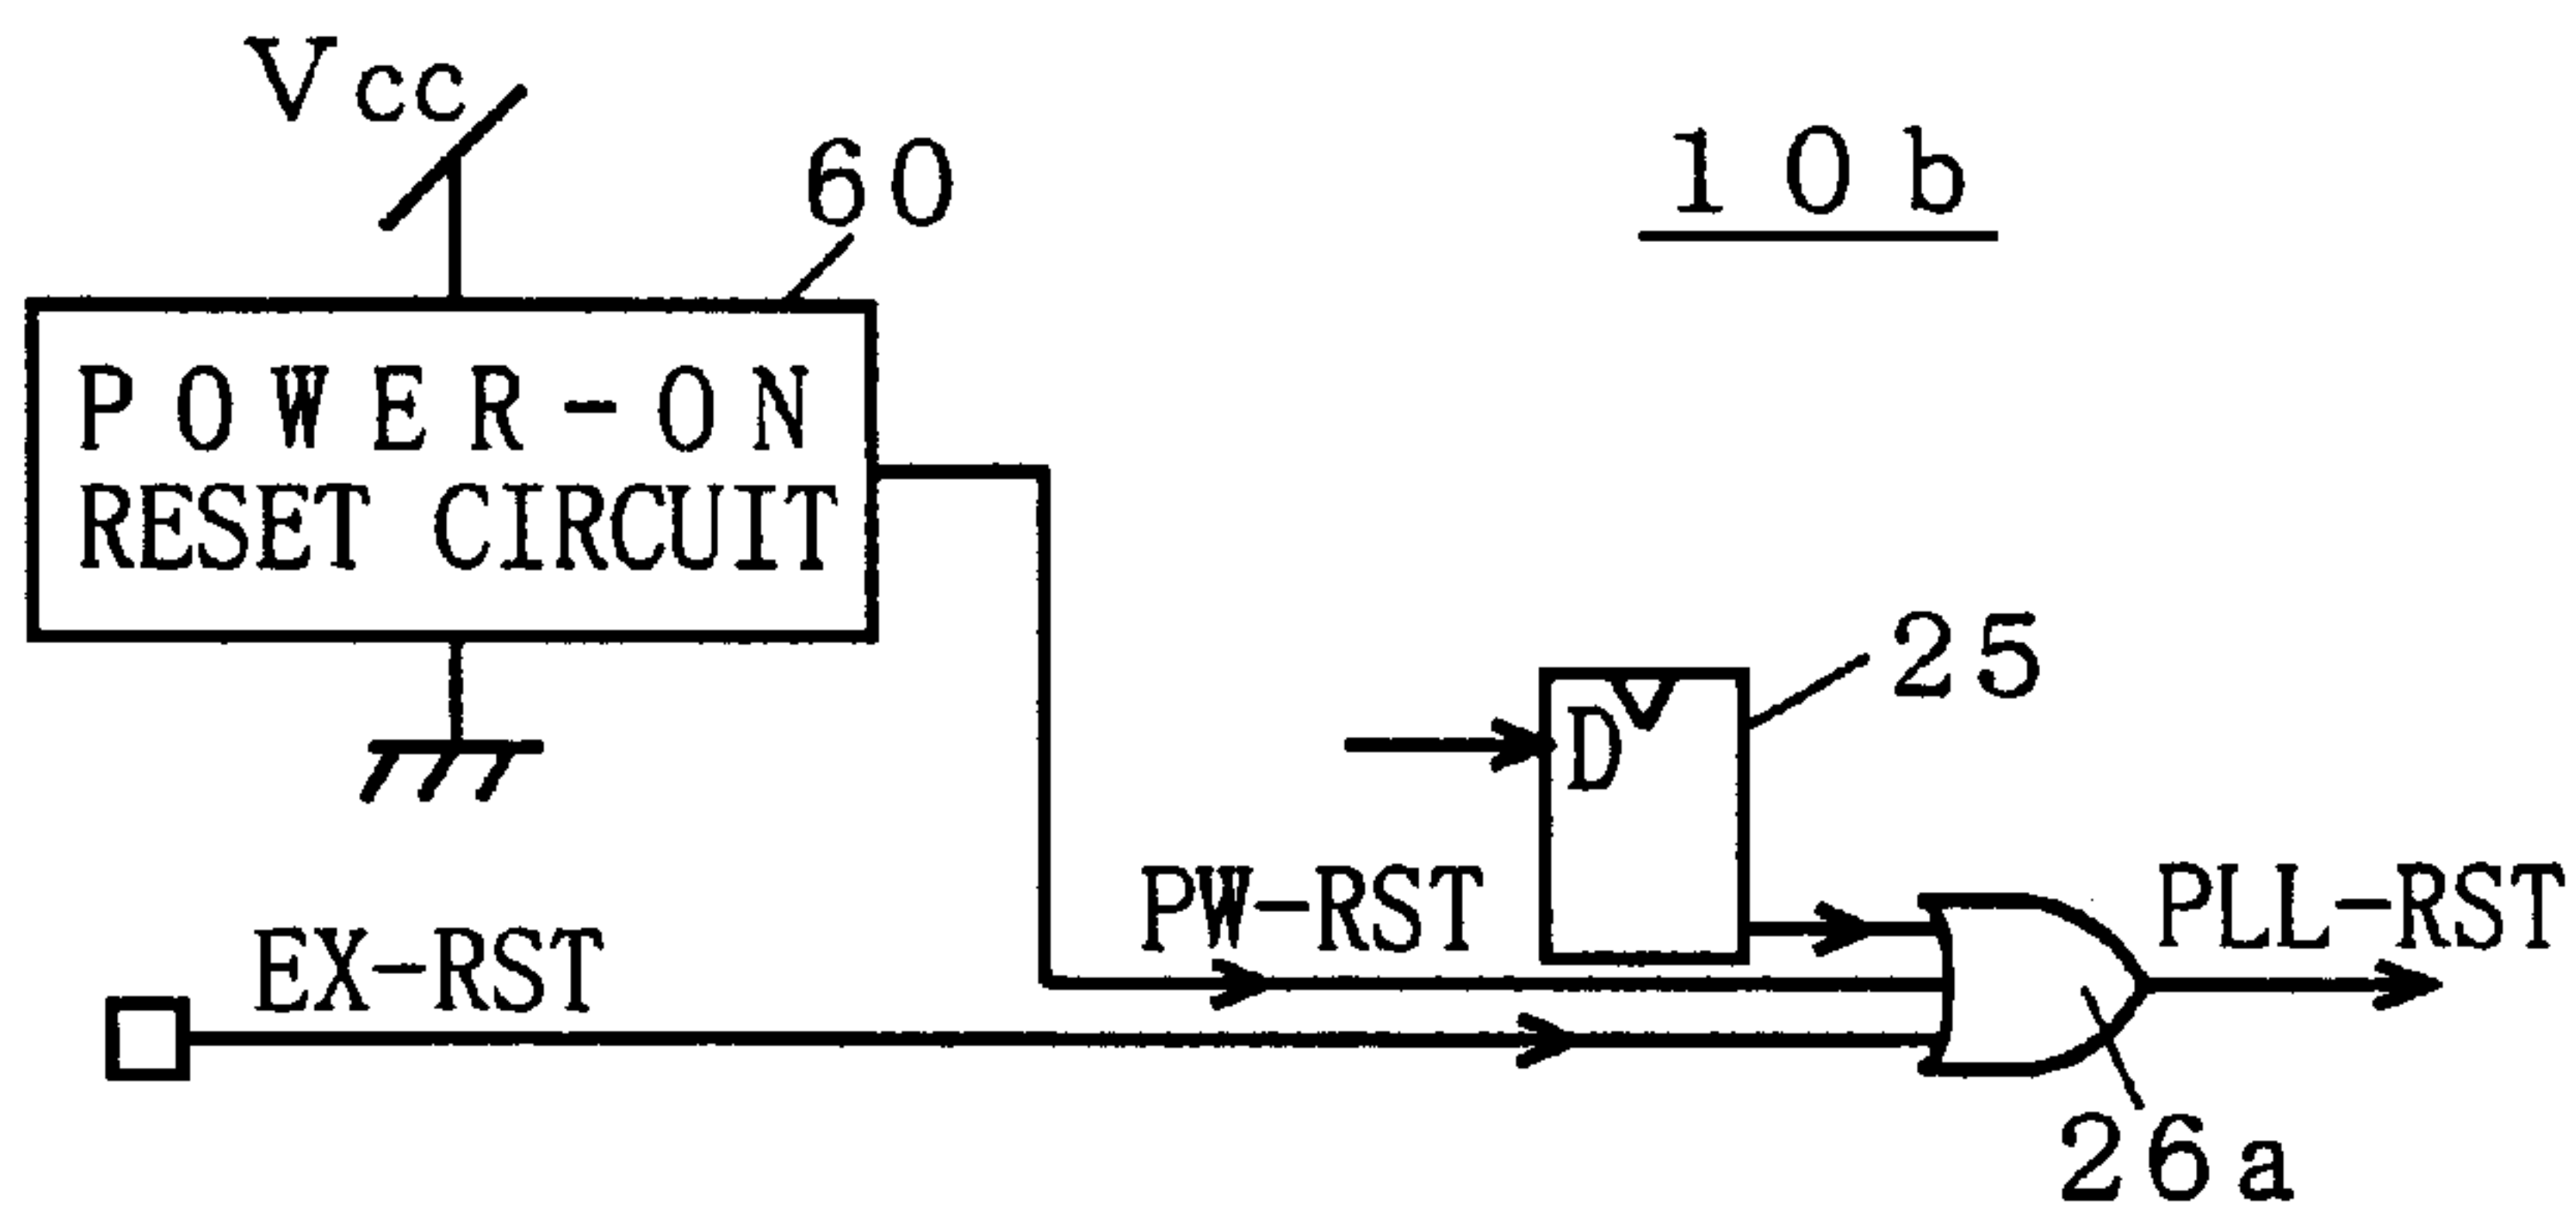 Vcc
60
10b
POWER-ON
RESET CIRCUIT
25
D
PW-RST
PLL-RST
EX-RST
26a